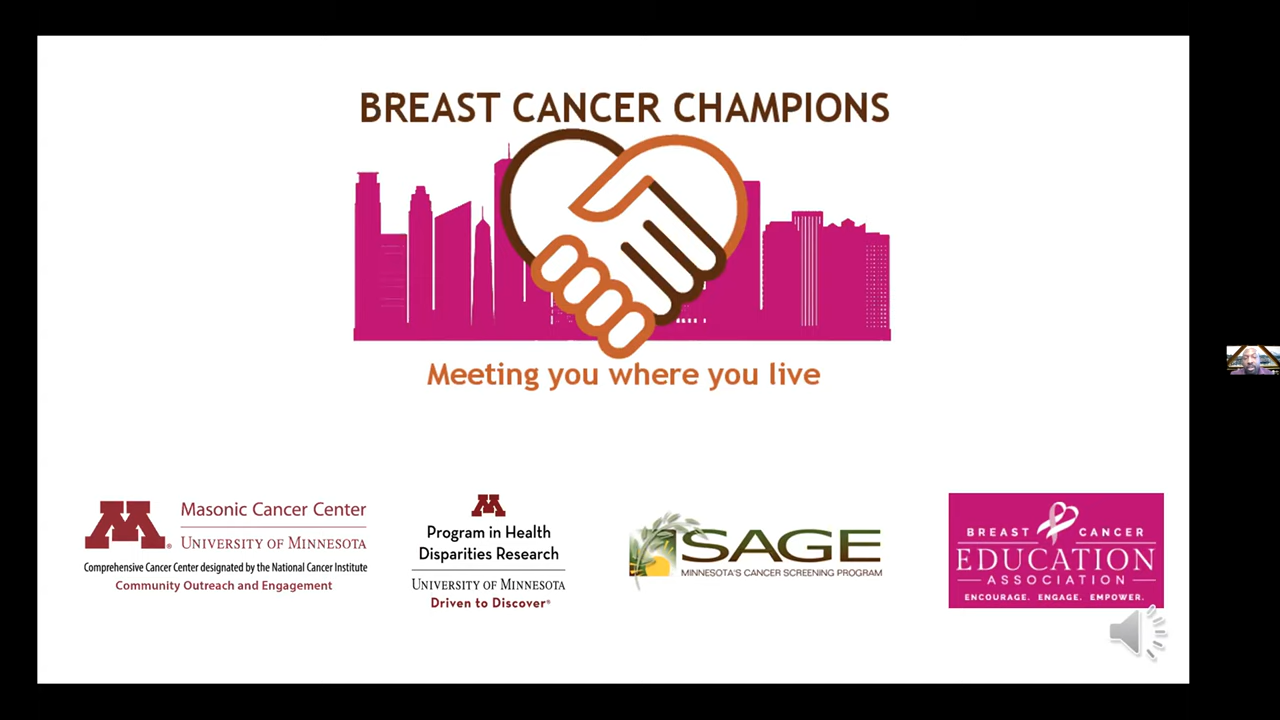 BREAST CANCER CHAMPIONS
Meeting you where you live
Masonic Cancer Center
UNIVERSITY OF MINNESOTA
Comprehensive Cancer Center designated by the National Cancer Institute
Community Outreach and Engagement
Program in Health
Disparities Research
UNIVERSITY OF MINNESOTA
Driven to Discover®
SAGE
MINNESOTA'S CANCER SCREENING PROGRAM
BREAST CANCER
EDUCATION
ASSOCIATION
ENCOURAGE. ENGAGE. EMPOWER.